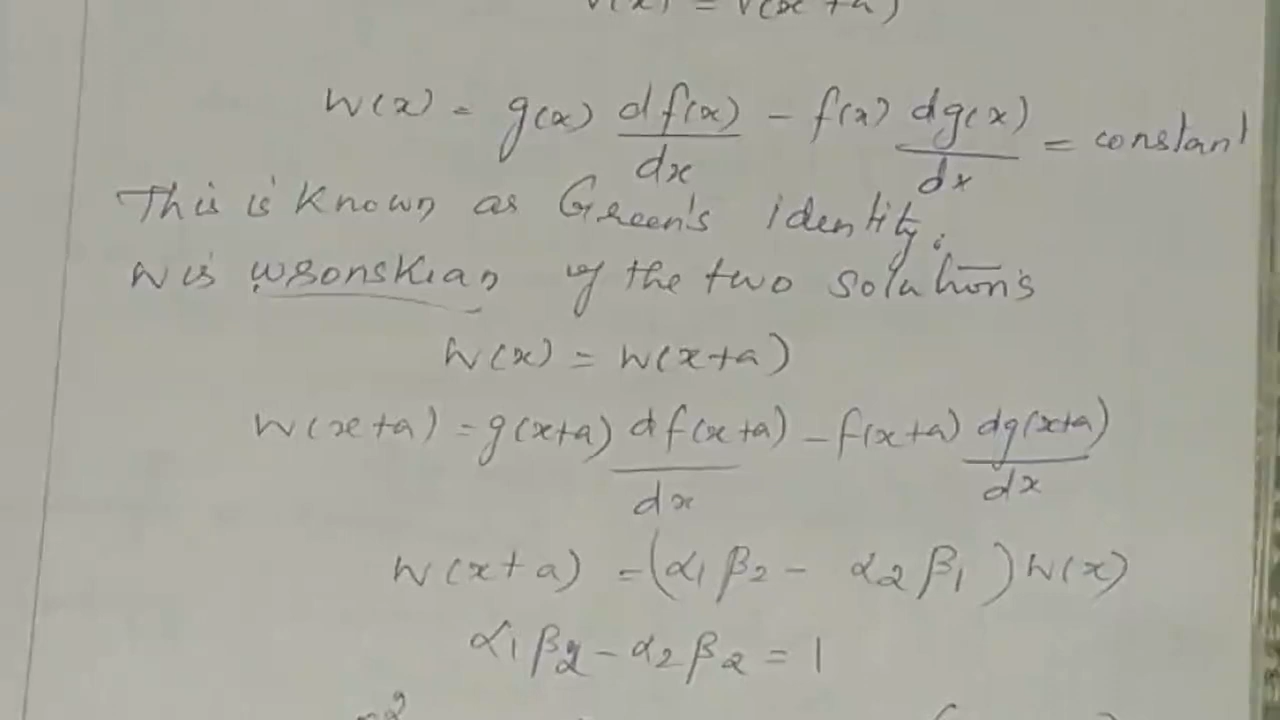 V(x) = V(x+a)
W(x) = g(x) df(x)/dx - f(x) dg(x)/dx = constant
This is known as Green's identity.
W is wronskian of the two solutions
W(x) = W(x+a)
W(x+a) = g(x+a) df(x+a)/dx - f(x+a) dg(x+a)/dx
W(x+a) = (α₁β₂ - α₂β₁) W(x)
α₁β₂ - α₂β₂ = 1